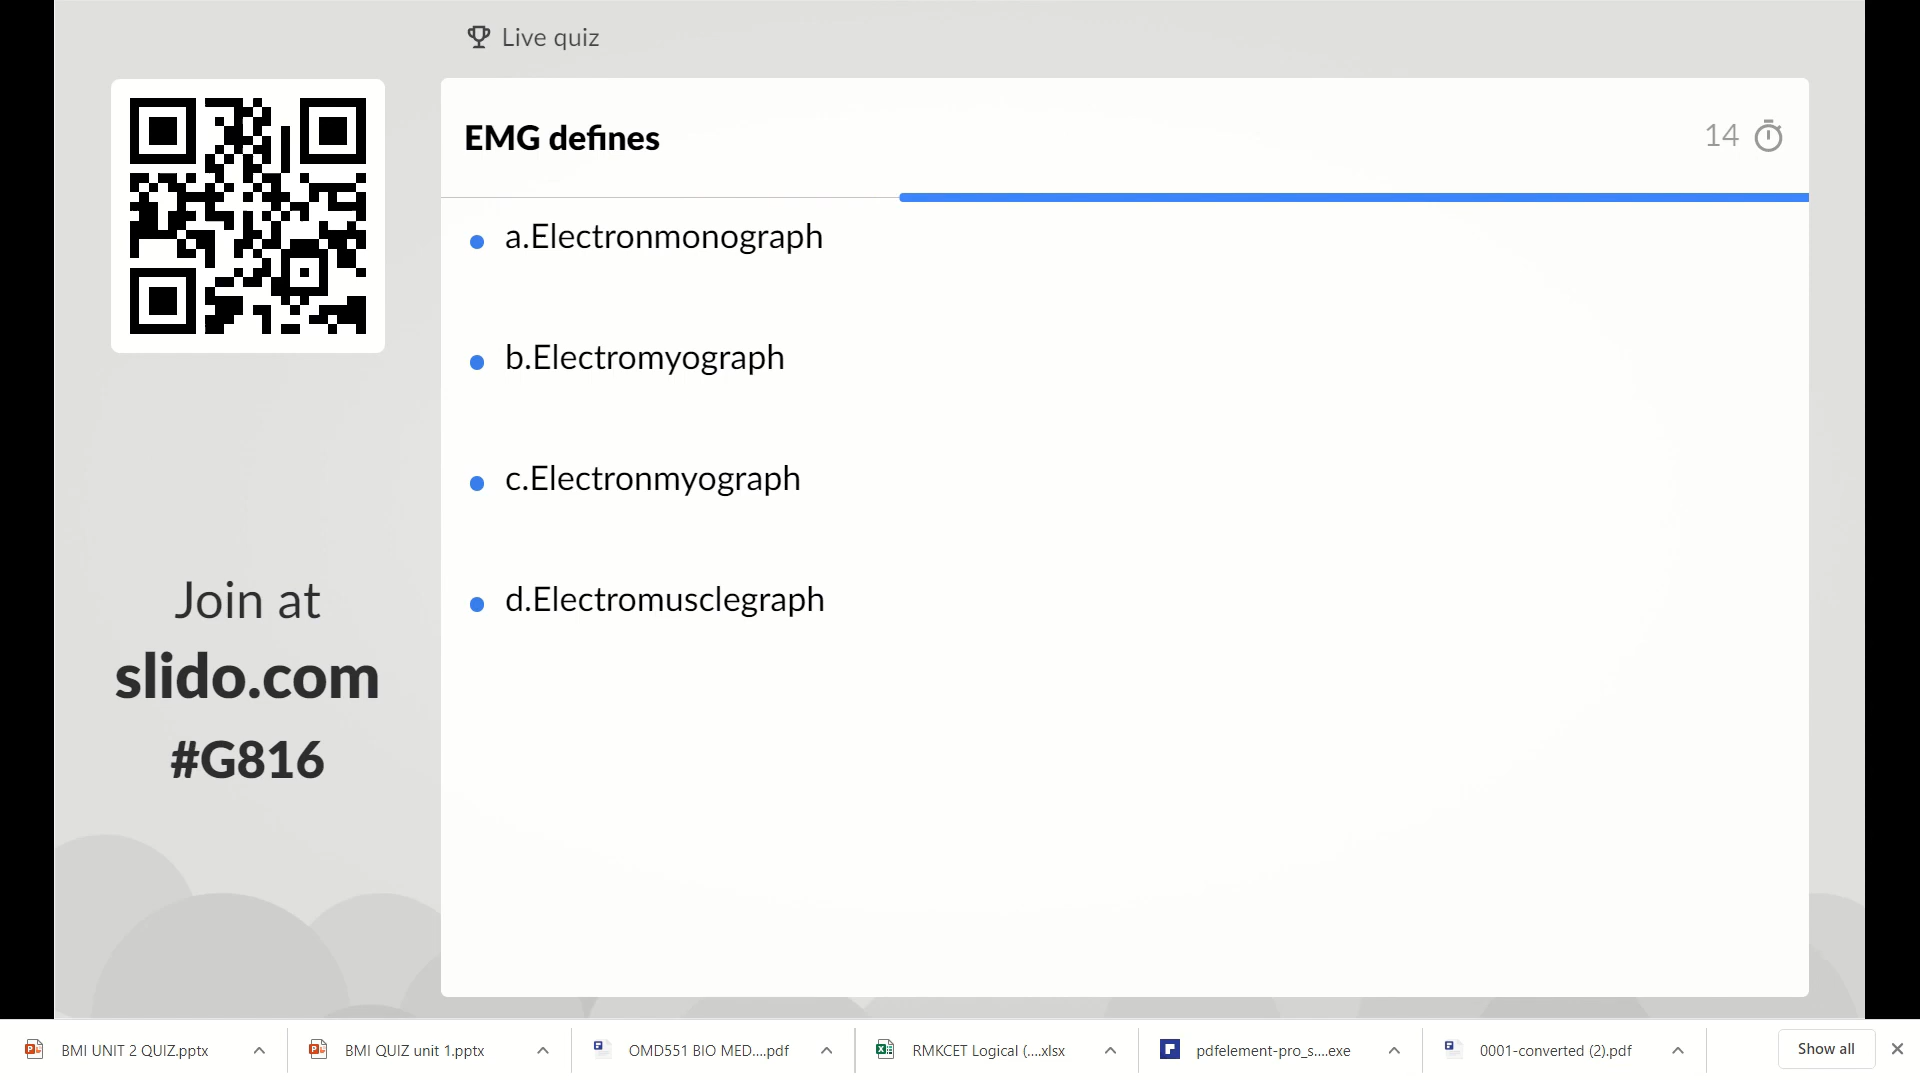 Live quiz
EMG defines
14
a.Electronmonograph
b.Electromyograph
c.Electronmyograph
d.Electromusclegraph
Join at
slido.com
#G816
BMI UNIT 2 QUIZ.pptx
BMI QUIZ unit 1.pptx
OMD551 BIO MED....pdf
RMKCET Logical (....xlsx
pdfelement-pro_s....exe
0001-converted (2).pdf
Show all